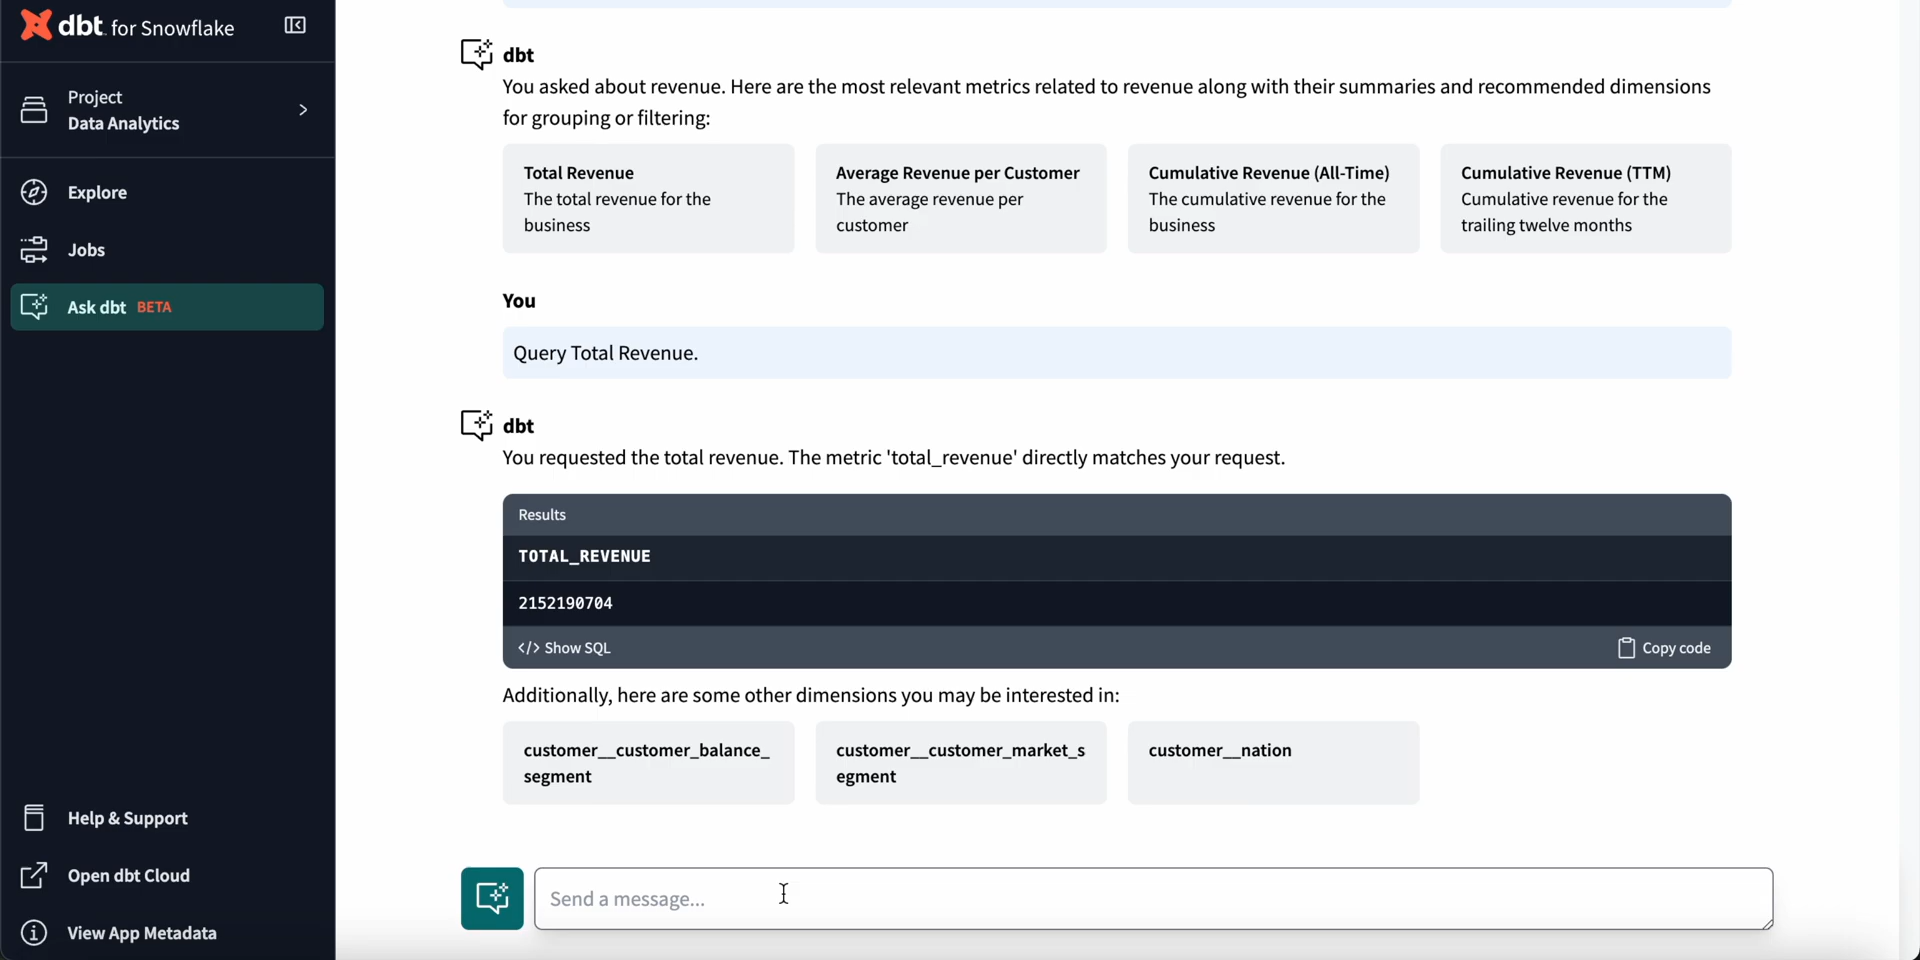 dbt for Snowflake
Project
Data Analytics
Explore
Jobs
Ask dbt BETA
Help & Support
Open dbt Cloud
View App Metadata
dbt
You asked about revenue. Here are the most relevant metrics related to revenue along with their summaries and recommended dimensions
for grouping or filtering:
Total Revenue
The total revenue for the
business
Average Revenue per Customer
The average revenue per
customer
Cumulative Revenue (All-Time)
The cumulative revenue for the
business
Cumulative Revenue (TTM)
Cumulative revenue for the
trailing twelve months
You
Query Total Revenue.
dbt
You requested the total revenue. The metric 'total_revenue' directly matches your request.
Results
TOTAL_REVENUE
2152190704
</> Show SQL
Copy code
Additionally, here are some other dimensions you may be interested in:
customer__customer_balance_
segment
customer__customer_market_s
egment
customer__nation
Send a message...